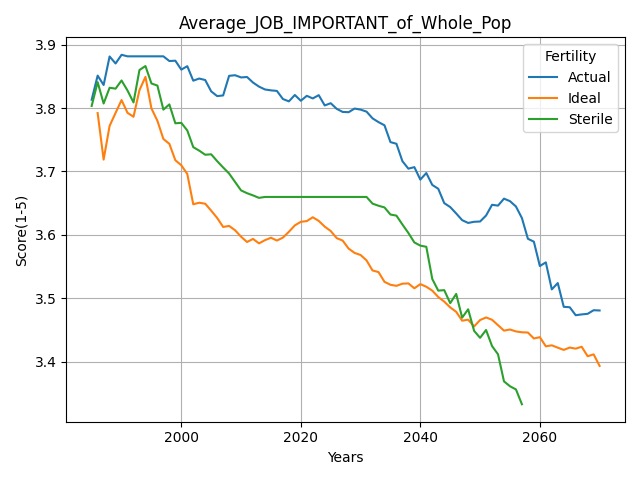 Average_JOB_IMPORTANT_of_Whole_Pop
Score(1-5)
3.9
3.8
3.7
3.6
3.5
3.4
Fertility
Actual
Ideal
Sterile
2000
2020
2040
2060
Years